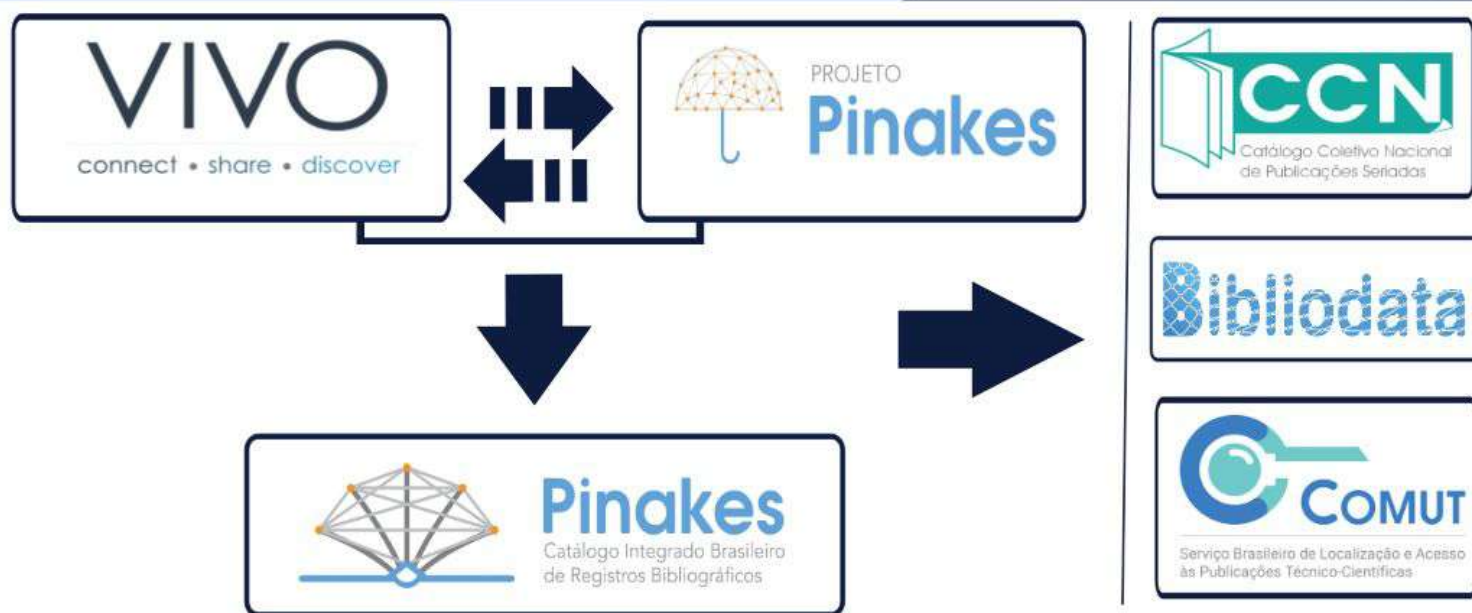 VIVO
connect • share • discover
PROJETO
Pinakes
Pinakes
Catálogo Integrado Brasileiro
de Registros Bibliográficos
CCN
Catálogo Coletivo Nacional
de Publicações Seriadas
Bibliodata
COMUT
Serviço Brasileiro de Localização e Acesso
às Publicações Técnico-Científicas